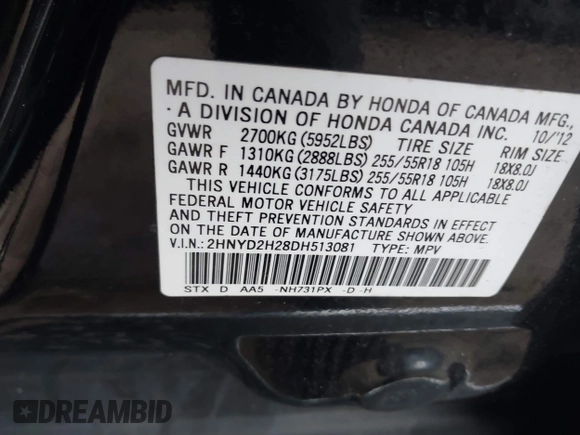 MFD. IN CANADA BY HONDA OF CANADA MFG.,
A DIVISION OF HONDA CANADA INC. 10/'12
GVWR 2700KG (5952LBS) TIRE SIZE RIM SIZE
GAWR F 1310KG (2888LBS) 255/55R18 105H 18X8.0J
GAWR R 1440KG (3175LBS) 255/55R18 105H 18X8.0J
THIS VEHICLE CONFORMS TO ALL APPLICABLE
FEDERAL MOTOR VEHICLE SAFETY
AND THEFT PREVENTION STANDARDS IN EFFECT
ON THE DATE OF MANUFACTURE SHOWN ABOVE.
V.I.N.: 2HNYD2H28DH513081 TYPE: MPV
STX D AA5 -NH731PX -D -H
DREAMBID